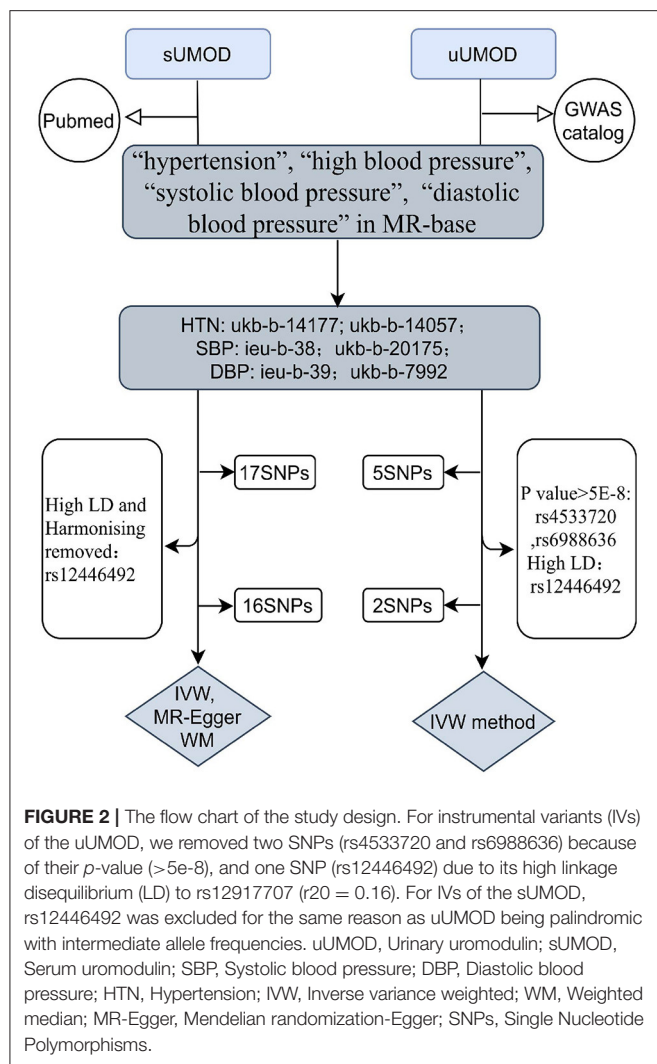 sUMOD
uUMOD
Pubmed
GWAS
catalog
“hypertension”, “high blood pressure”,
“systolic blood pressure”, “diastolic
blood pressure” in MR-base
HTN: ukb-b-14177; ukb-b-14057；
SBP: ieu-b-38； ukb-b-20175；
DBP: ieu-b-39； ukb-b-7992
17SNPs
5SNPs
High LD and
Harmonising
removed：
rs12446492
P value>5E-8:
rs4533720
,rs6988636
High LD：
rs12446492
16SNPs
2SNPs
IVW,
MR-Egger
WM
IVW method
FIGURE 2 | The flow chart of the study design. For instrumental variants (IVs)
of the uUMOD, we removed two SNPs (rs4533720 and rs6988636) because
of their p-value (>5e-8), and one SNP (rs12446492) due to its high linkage
disequilibrium (LD) to rs12917707 (r20 = 0.16). For IVs of the sUMOD,
rs12446492 was excluded for the same reason as uUMOD being palindromic
with intermediate allele frequencies. uUMOD, Urinary uromodulin; sUMOD,
Serum uromodulin; SBP, Systolic blood pressure; DBP, Diastolic blood
pressure; HTN, Hypertension; IVW, Inverse variance weighted; WM, Weighted
median; MR-Egger, Mendelian randomization-Egger; SNPs, Single Nucleotide
Polymorphisms.